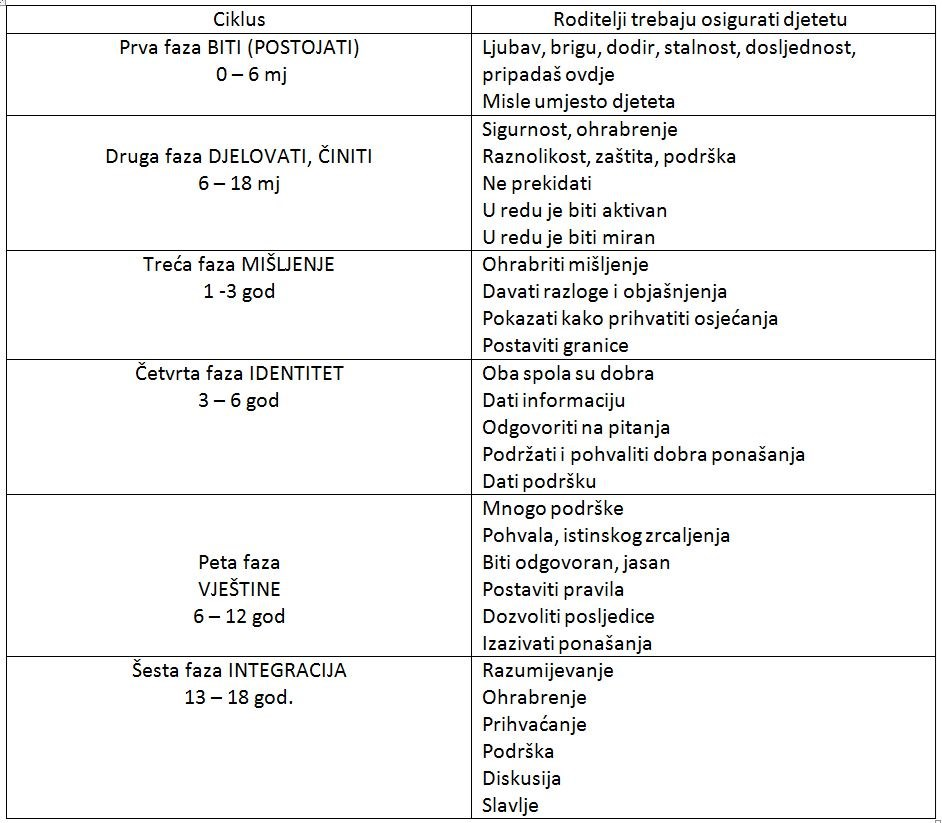 Ciklus
Roditelji trebaju osigurati djetetu
Prva faza BITI (POSTOJATI)
0 – 6 mj
Ljubav, brigu, dodir, stalnost, dosljednost,
pripadaš ovdje
Misle umjesto djeteta
Druga faza DJELOVATI, ČINITI
6 – 18 mj
Sigurnost, ohrabrenje
Raznolikost, zaštita, podrška
Ne prekidati
U redu je biti aktivan
U redu je biti miran
Treća faza MIŠLJENJE
1 -3 god
Ohrabriti mišljenje
Davati razloge i objašnjenja
Pokazati kako prihvatiti osjećanja
Postaviti granice
Četvrta faza IDENTITET
3 – 6 god
Oba spola su dobra
Dati informaciju
Odgovoriti na pitanja
Podržati i pohvaliti dobra ponašanja
Dati podršku
Peta faza
VJEŠTINE
6 – 12 god
Mnogo podrške
Pohvala, istinskog zrcaljenja
Biti odgovoran, jasan
Postaviti pravila
Dozvoliti posljedice
Izazivati ponašanja
Šesta faza INTEGRACIJA
13 – 18 god.
Razumijevanje
Ohrabrenje
Prihvaćanje
Podrška
Diskusija
Slavlje